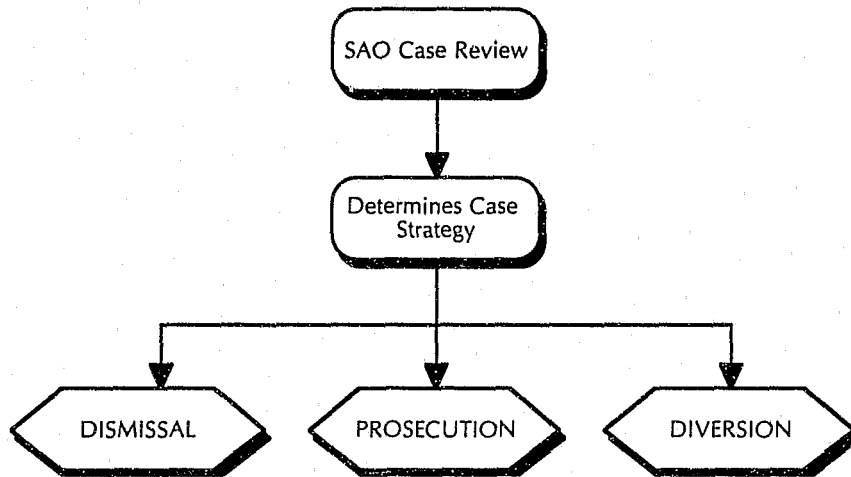 SAO Case Review
Determines Case
Strategy
DISMISSAL
PROSECUTION
DIVERSION